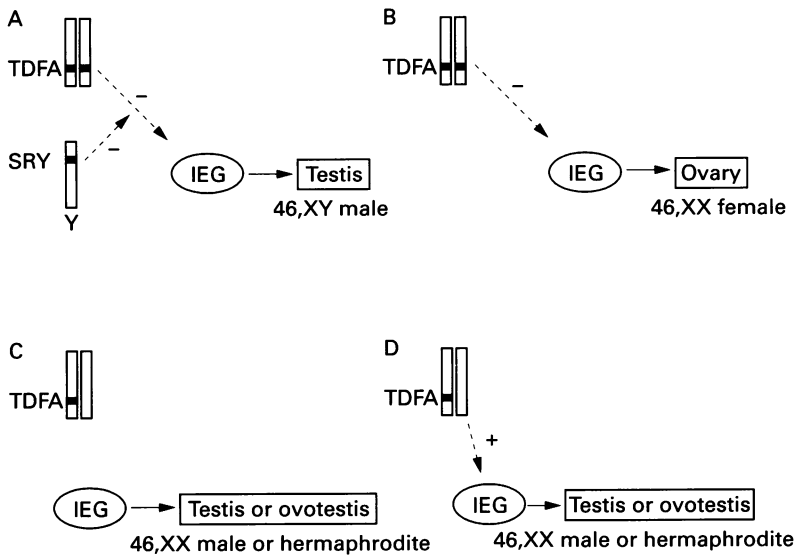 A
TDFA
−
SRY
−
IEG
Testis
46,XY male
Y
B
TDFA
−
IEG
Ovary
46,XX female
C
TDFA
IEG
Testis or ovotestis
46,XX male or hermaphrodite
D
TDFA
+
IEG
Testis or ovotestis
46,XX male or hermaphrodite